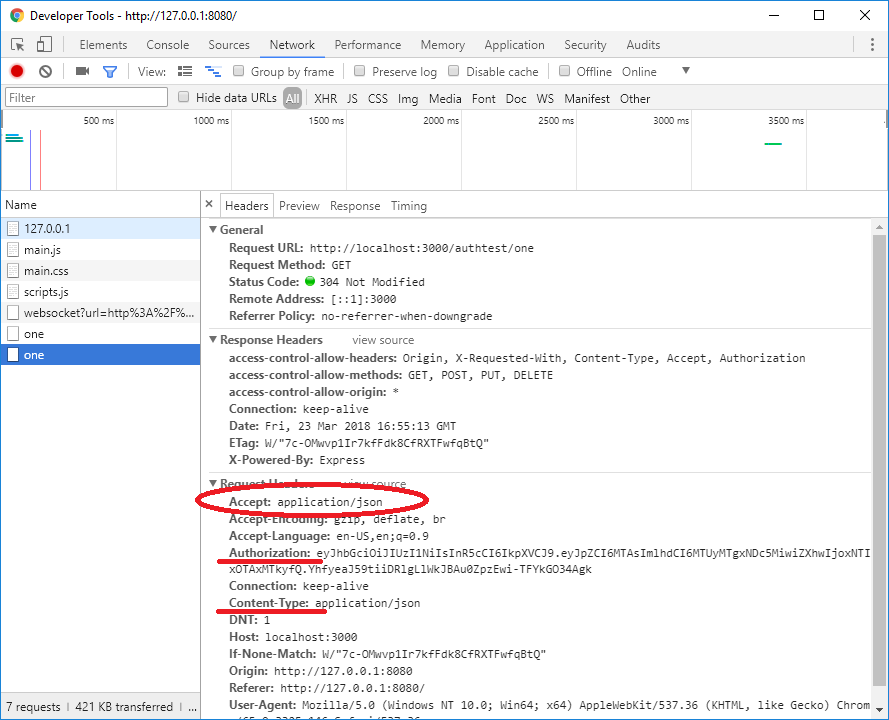 Developer Tools - http://127.0.0.1:8080/
Elements Console Sources Network Performance Memory Application Security Audits
View: Group by frame Preserve log Disable cache Offline Online
Filter Hide data URLs All XHR JS CSS Img Media Font Doc WS Manifest Other
500 ms 1000 ms 1500 ms 2000 ms 2500 ms 3000 ms 3500 ms
Name
127.0.0.1
main.js
main.css
scripts.js
websocket?url=http%3A%2F%...
one
one
7 requests | 421 KB transferred | ...
Headers Preview Response Timing
General
Request URL: http://localhost:3000/authtest/one
Request Method: GET
Status Code: 304 Not Modified
Remote Address: [::1]:3000
Referrer Policy: no-referrer-when-downgrade
Response Headers view source
access-control-allow-headers: Origin, X-Requested-With, Content-Type, Accept, Authorization
access-control-allow-methods: GET, POST, PUT, DELETE
access-control-allow-origin: *
Connection: keep-alive
Date: Fri, 23 Mar 2018 16:55:13 GMT
ETag: W/"7c-OMwvp1Ir7kfFdk8CfRXTFwfqBtQ"
X-Powered-By: Express
Request Headers view source
Accept: application/json
Accept-Encoding: gzip, deflate, br
Accept-Language: en-US,en;q=0.9
Authorization: eyJhbGciOiJIUzI1NiIsInR5cCI6IkpXVCJ9.eyJpZCI6MTAsImlhdCI6MTUyMTgxNDc5MiwiZXhwIjoxNTI
xOTAxMTkyfQ.YhfyeaJ59tiiDRlgLlWkJBAu0ZpzEwi-TFYkGO34Agk
Connection: keep-alive
Content-Type: application/json
DNT: 1
Host: localhost:3000
If-None-Match: W/"7c-OMwvp1Ir7kfFdk8CfRXTFwfqBtQ"
Origin: http://127.0.0.1:8080
Referer: http://127.0.0.1:8080/
User-Agent: Mozilla/5.0 (Windows NT 10.0; Win64; x64) AppleWebKit/537.36 (KHTML, like Gecko) Chrom